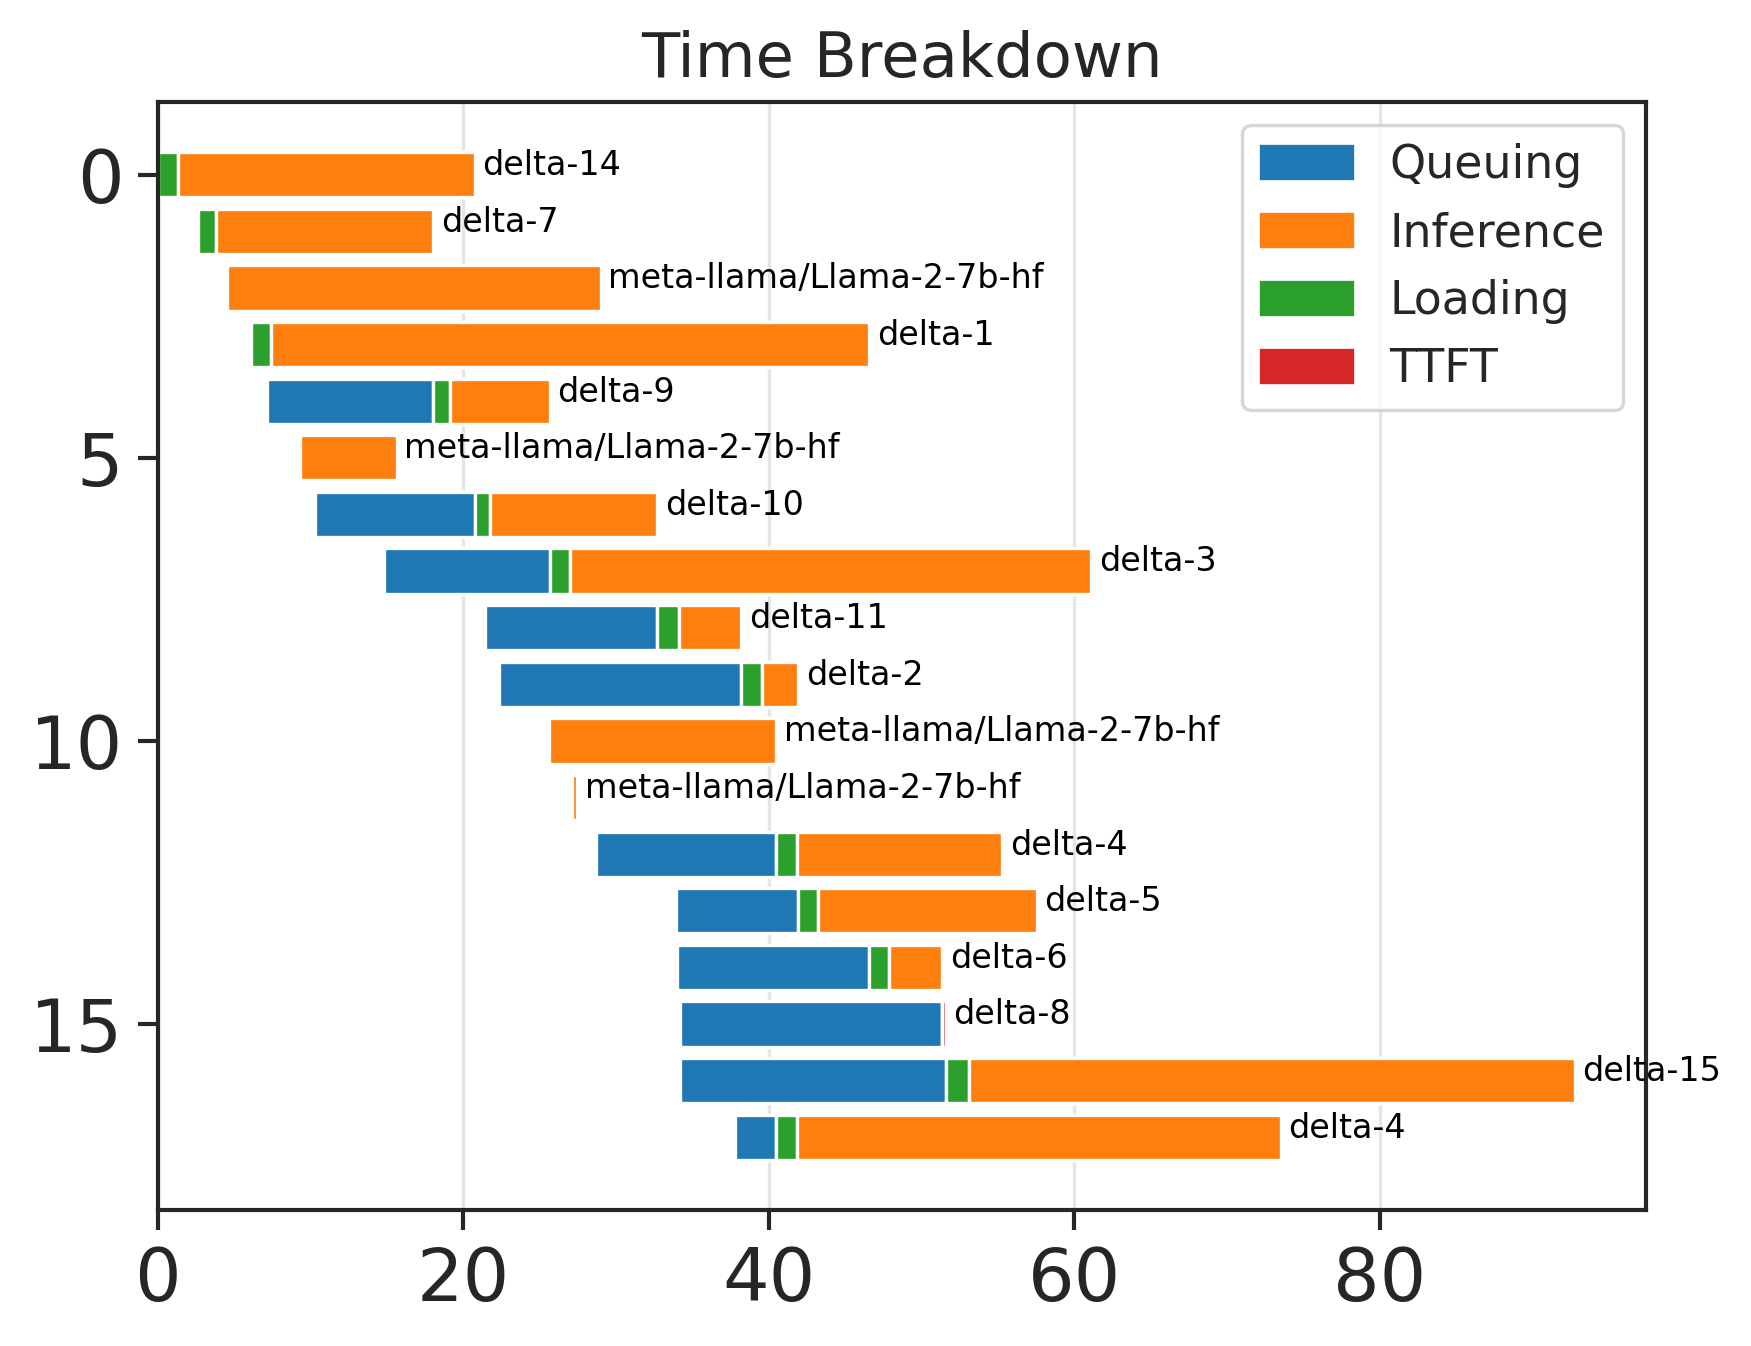 Time Breakdown
0
5
10
15
delta-14
delta-7
meta-llama/Llama-2-7b-hf
delta-1
delta-9
meta-llama/Llama-2-7b-hf
delta-10
delta-3
delta-11
delta-2
meta-llama/Llama-2-7b-hf
meta-llama/Llama-2-7b-hf
delta-4
delta-5
delta-6
delta-8
delta-15
delta-4
Queuing
Inference
Loading
TTFT
0 20 40 60 80